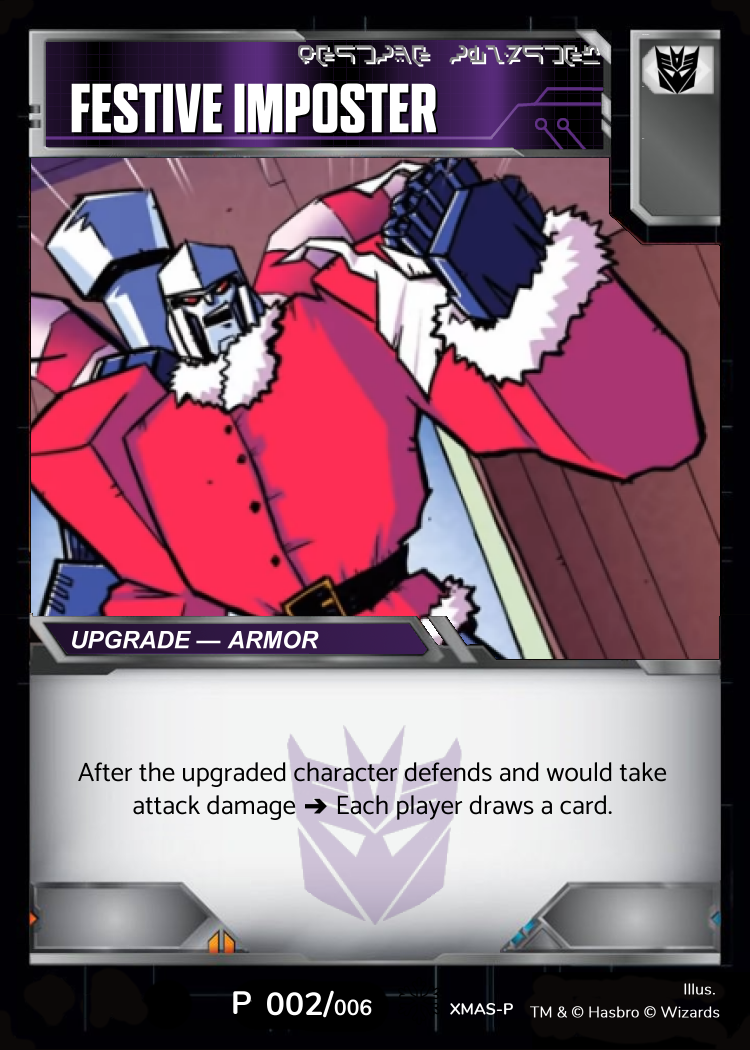 FESTIVE IMPOSTER
UPGRADE — ARMOR
After the upgraded character defends and would take
attack damage ➔ Each player draws a card.
P 002/006
XMAS-P
Illus.
TM & © Hasbro © Wizards